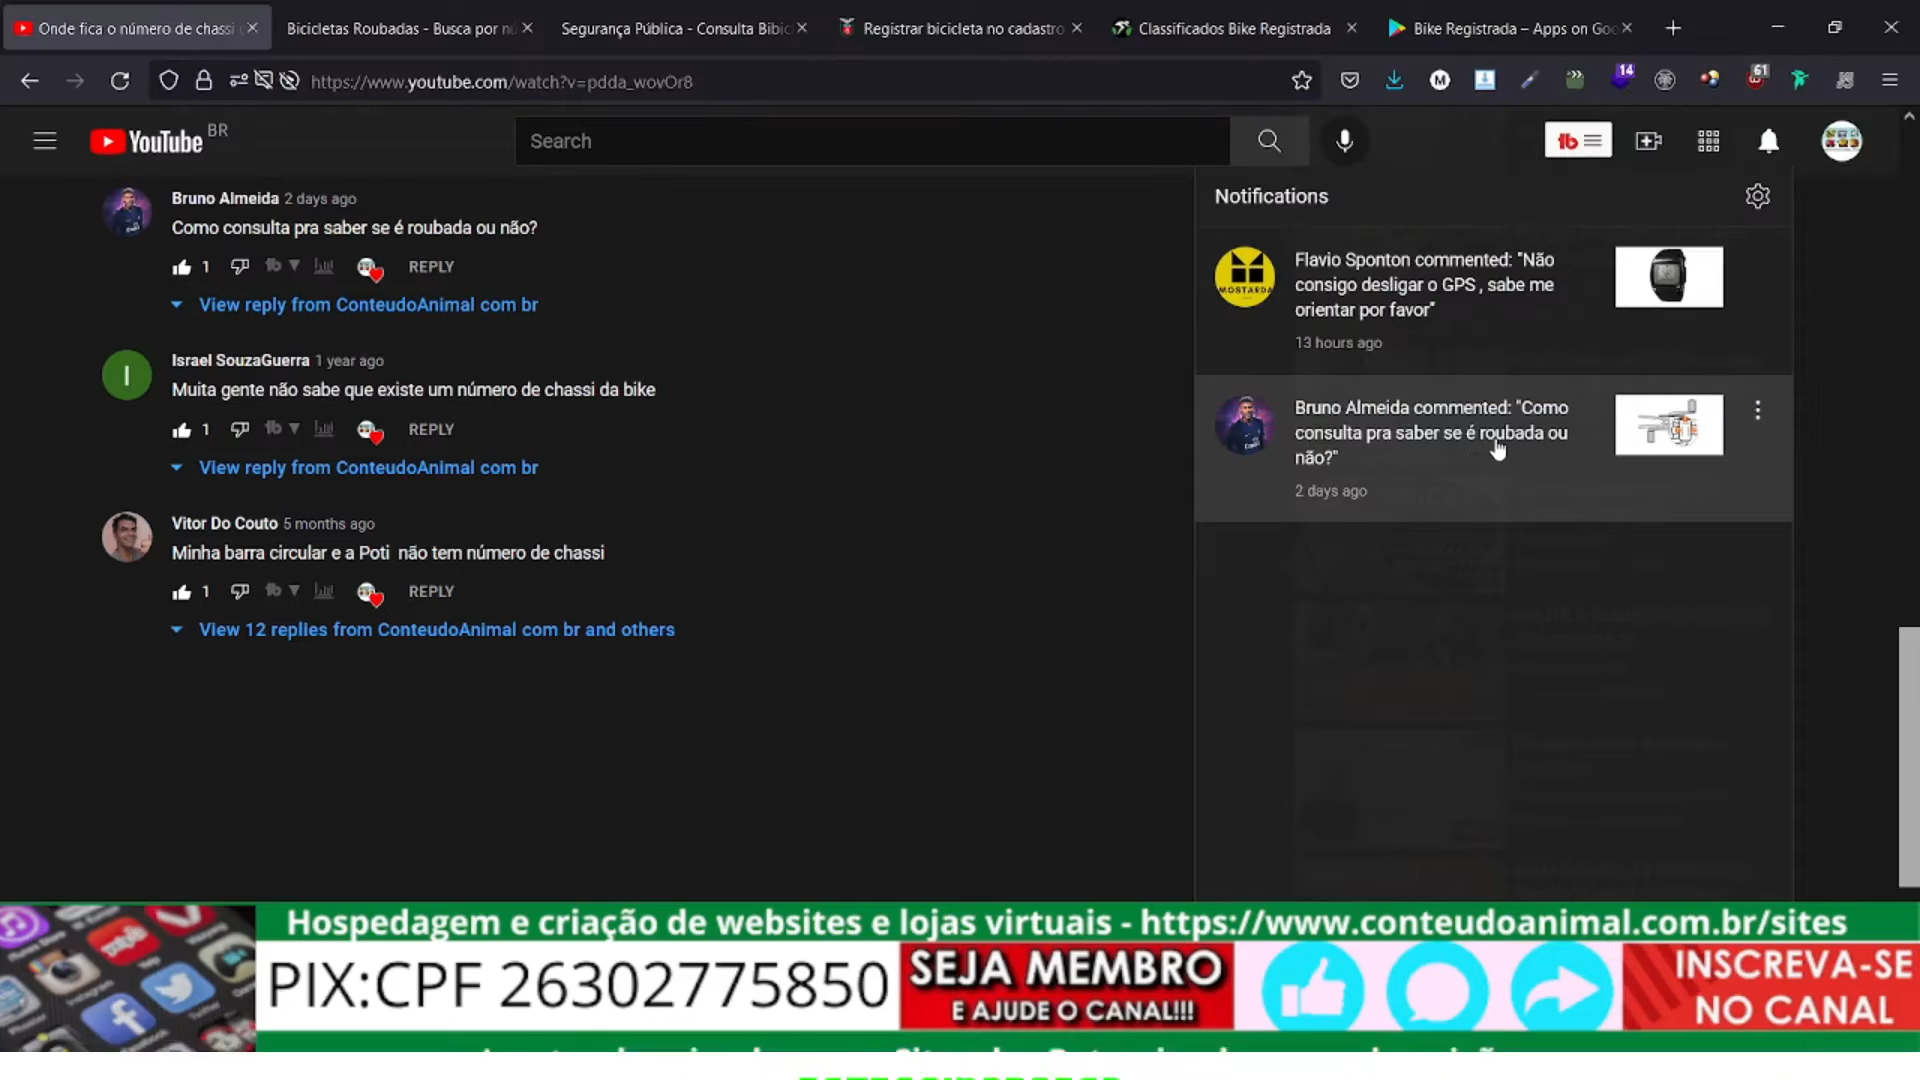 Onde fica o número de chassi
Bicicletas Roubadas - Busca por nú
Segurança Pública - Consulta Bibic
Registrar bicicleta no cadastro
Classificados Bike Registrada
Bike Registrada – Apps on Goo
https://www.youtube.com/watch?v=pdda_wovOr8
14
61
YouTube BR
Search
Notifications
Bruno Almeida 2 days ago
Como consulta pra saber se é roubada ou não?
1 REPLY
View reply from ConteudoAnimal com br
Israel SouzaGuerra 1 year ago
Muita gente não sabe que existe um número de chassi da bike
1 REPLY
View reply from ConteudoAnimal com br
Vitor Do Couto 5 months ago
Minha barra circular e a Poti não tem número de chassi
1 REPLY
View 12 replies from ConteudoAnimal com br and others
MOSTARDA
Flavio Sponton commented: "Não
consigo desligar o GPS , sabe me
orientar por favor"
13 hours ago
Bruno Almeida commented: "Como
consulta pra saber se é roubada ou
não?"
2 days ago
Hospedagem e criação de websites e lojas virtuais - https://www.conteudoanimal.com.br/sites
PIX:CPF 26302775850
SEJA MEMBRO
E AJUDE O CANAL!!!
INSCREVA-SE
NO CANAL